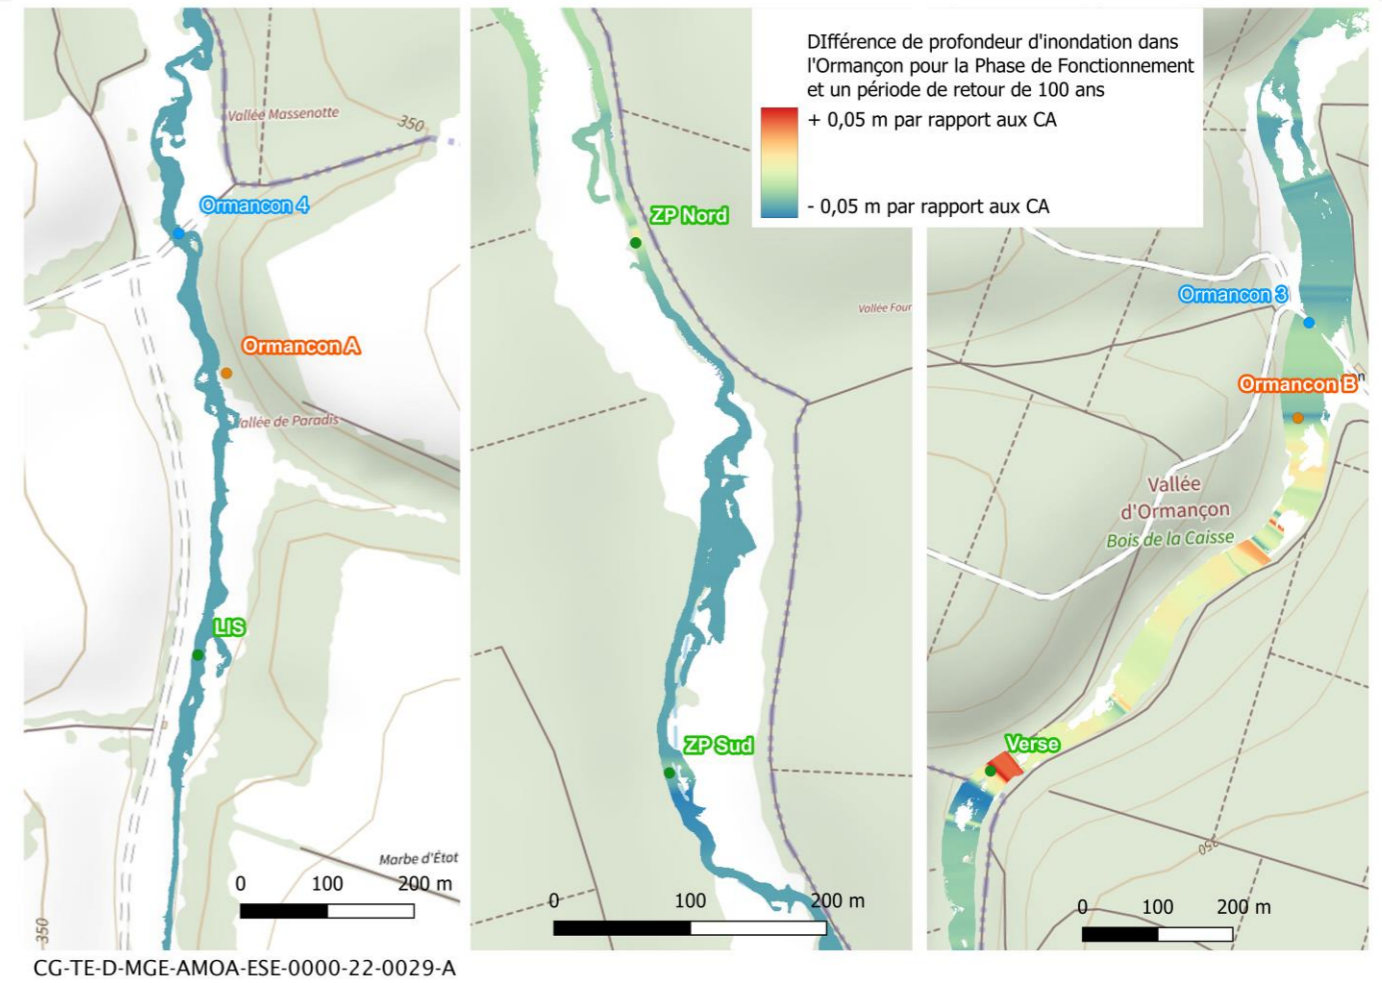 Vallée Massenotte
350
Ormancon 4
Ormancon A
Vallée de Paradis
LIS
Marbe d'Étot
0 100 200 m
350
ZP Nord
Vallée Four
ZP Sud
0 100 200 m
DIfférence de profondeur d'inondation dans
l'Ormançon pour la Phase de Fonctionnement
et un période de retour de 100 ans
+ 0,05 m par rapport aux CA
- 0,05 m par rapport aux CA
Ormancon 3
Ormancon B
n
Vallée
d'Ormançon
Bois de la Caisse
Verse
350
0 100 200 m
CG-TE-D-MGE-AMOA-ESE-0000-22-0029-A